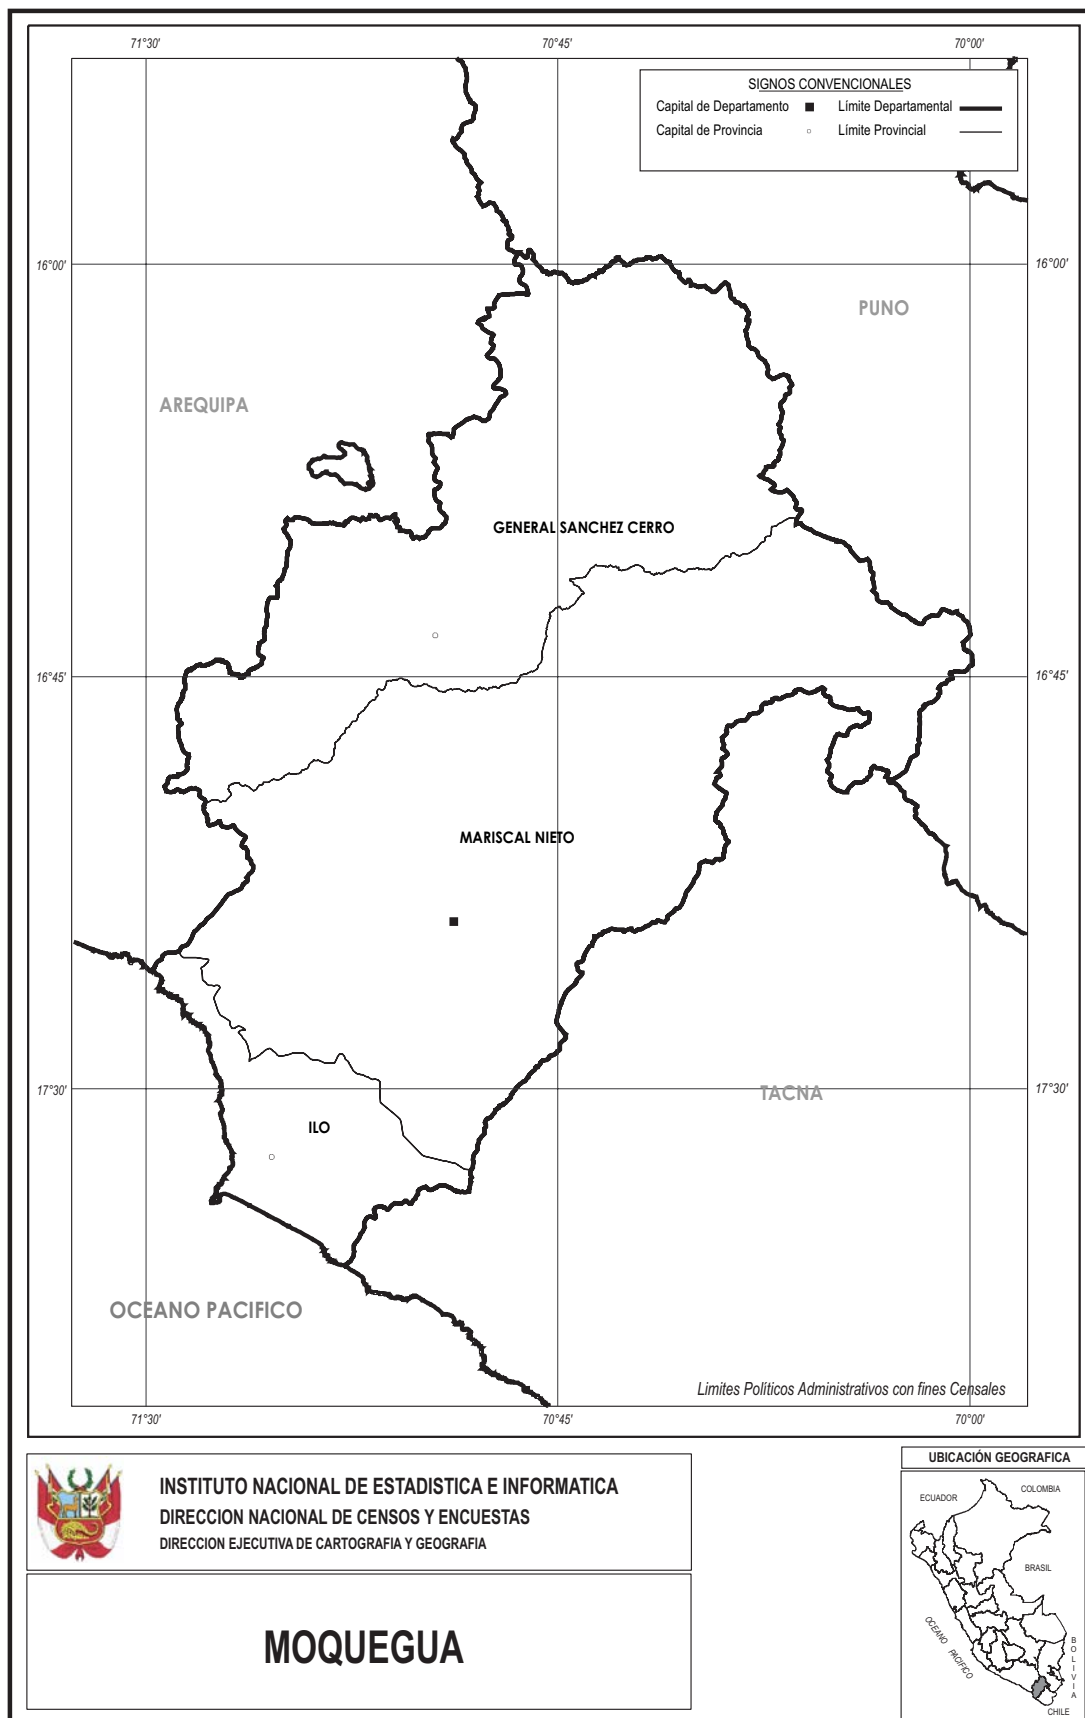 71°30'
70°45'
70°00'
SIGNOS CONVENCIONALES
Capital de Departamento
Límite Departamental
Capital de Provincia
Límite Provincial
16°00'
16°00'
PUNO
AREQUIPA
GENERAL SANCHEZ CERRO
16°45'
16°45'
MARISCAL NIETO
17°30'
17°30'
TACNA
ILO
OCEANO PACIFICO
Limites Políticos Administrativos con fines Censales
71°30'
70°45'
70°00'
INSTITUTO NACIONAL DE ESTADISTICA E INFORMATICA
DIRECCION NACIONAL DE CENSOS Y ENCUESTAS
DIRECCION EJECUTIVA DE CARTOGRAFIA Y GEOGRAFIA
MOQUEGUA
UBICACIÓN GEOGRAFICA
COLOMBIA
ECUADOR
BRASIL
OCEANO PACIFICO
BOLIVIA
CHILE